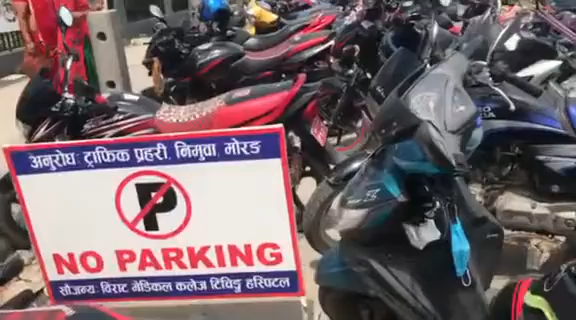 अनुरोध: ट्राफिक प्रहरी, निमुवा, मोरङ
P
NO PARKING
सौजन्य: विराट मेडिकल कलेज टिचिङ्ग हस्पिटल